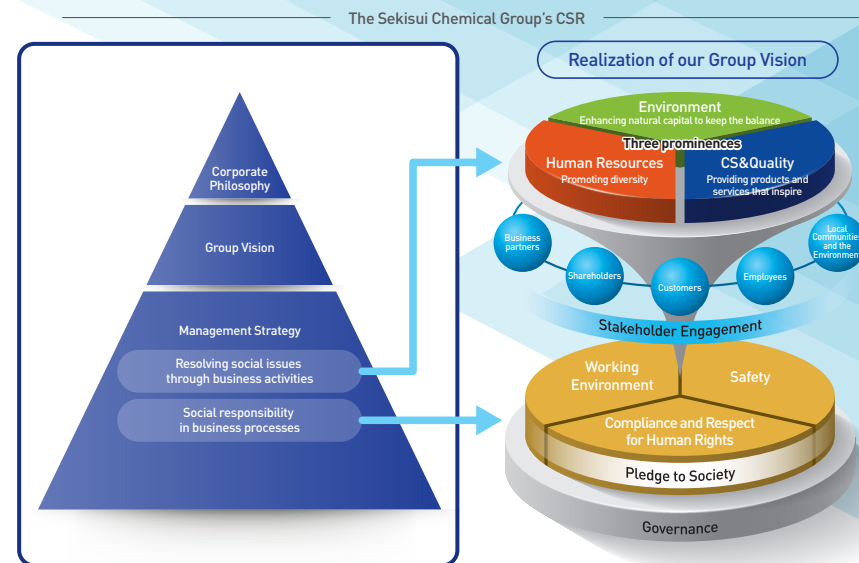 The Sekisui Chemical Group's CSR
Corporate
Philosophy
Group Vision
Management Strategy
Resolving social issues
through business activities
Social responsibility
in business processes
Realization of our Group Vision
Environment
Enhancing natural capital to keep the balance
Three prominences
Human Resources
Promoting diversity
CS&Quality
Providing products and
services that inspire
Business
partners
Shareholders
Customers
Employees
Local
Communities
and the
Environment
Stakeholder Engagement
Working
Environment
Safety
Compliance and Respect
for Human Rights
Pledge to Society
Governance